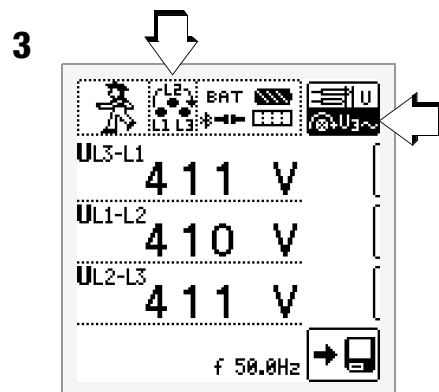 3
L2
L1 L3
BAT
U
U3~
UL3-L1
411 V
UL1-L2
410 V
UL2-L3
411 V
f 50.0Hz